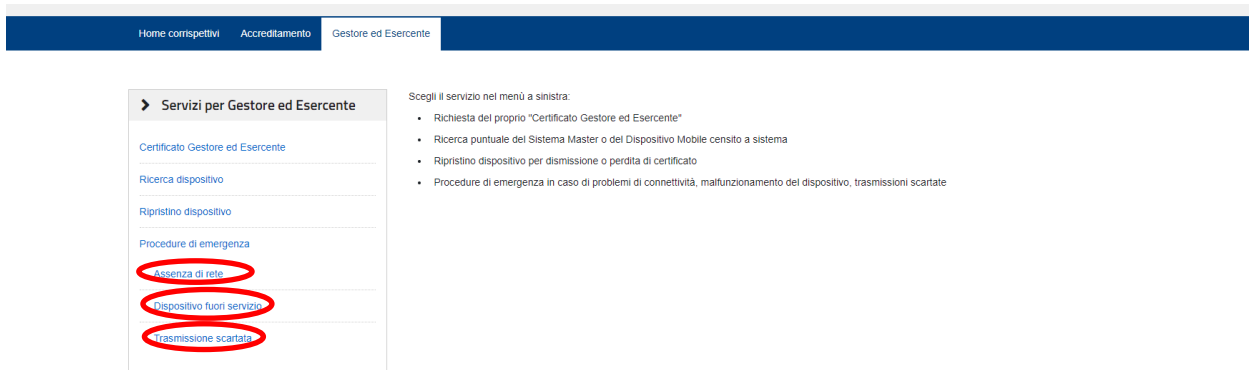 Home corrispettivi Accreditamento Gestore ed Esercente
Servizi per Gestore ed Esercente
Certificato Gestore ed Esercente
Ricerca dispositivo
Ripristino dispositivo
Procedure di emergenza
Assenza di rete
Dispositivo fuori servizio
Trasmissione scartata
Scegli il servizio nel menù a sinistra:
• Richiesta del proprio "Certificato Gestore ed Esercente"
• Ricerca puntuale del Sistema Master o del Dispositivo Mobile censito a sistema
• Ripristino dispositivo per dismissione o perdita di certificato
• Procedure di emergenza in caso di problemi di connettività, malfunzionamento del dispositivo, trasmissioni scartate